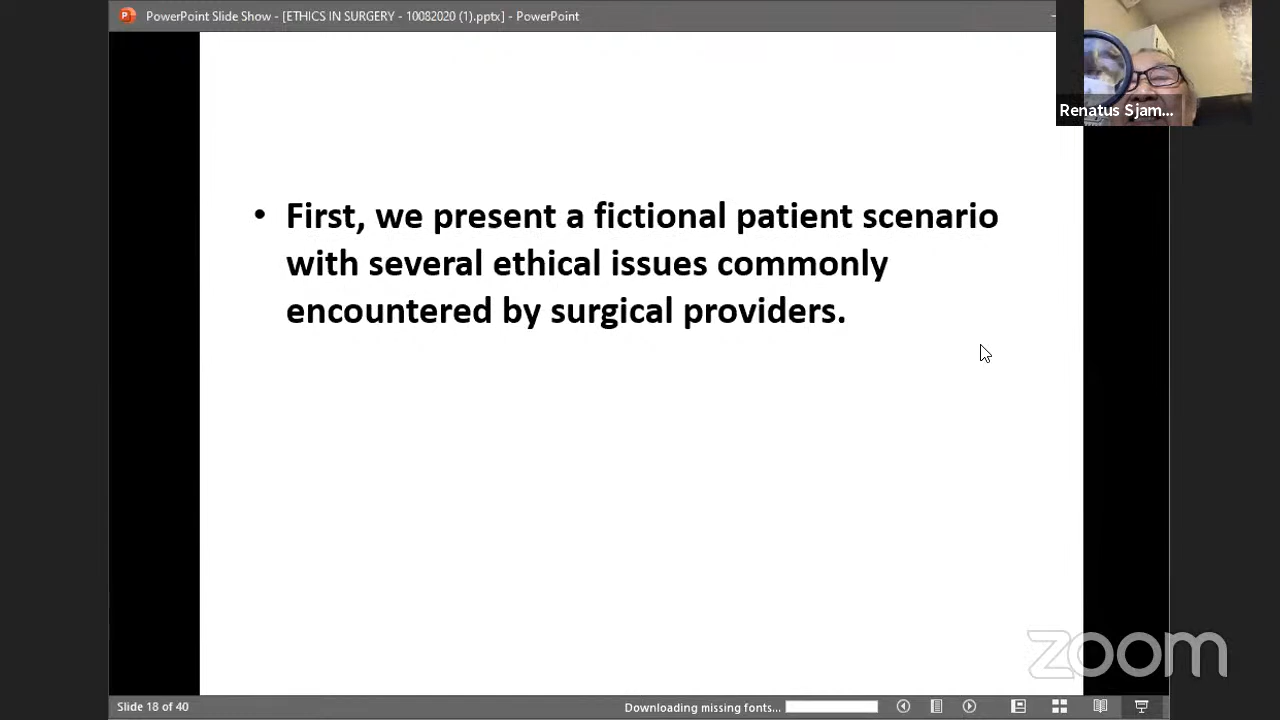 PowerPoint Slide Show - [ETHICS IN SURGERY - 10082020 (1).pptx] - PowerPoint
Renatus Sjam...
• First, we present a fictional patient scenario
with several ethical issues commonly
encountered by surgical providers.
zoom
Slide 18 of 40
Downloading missing fonts...